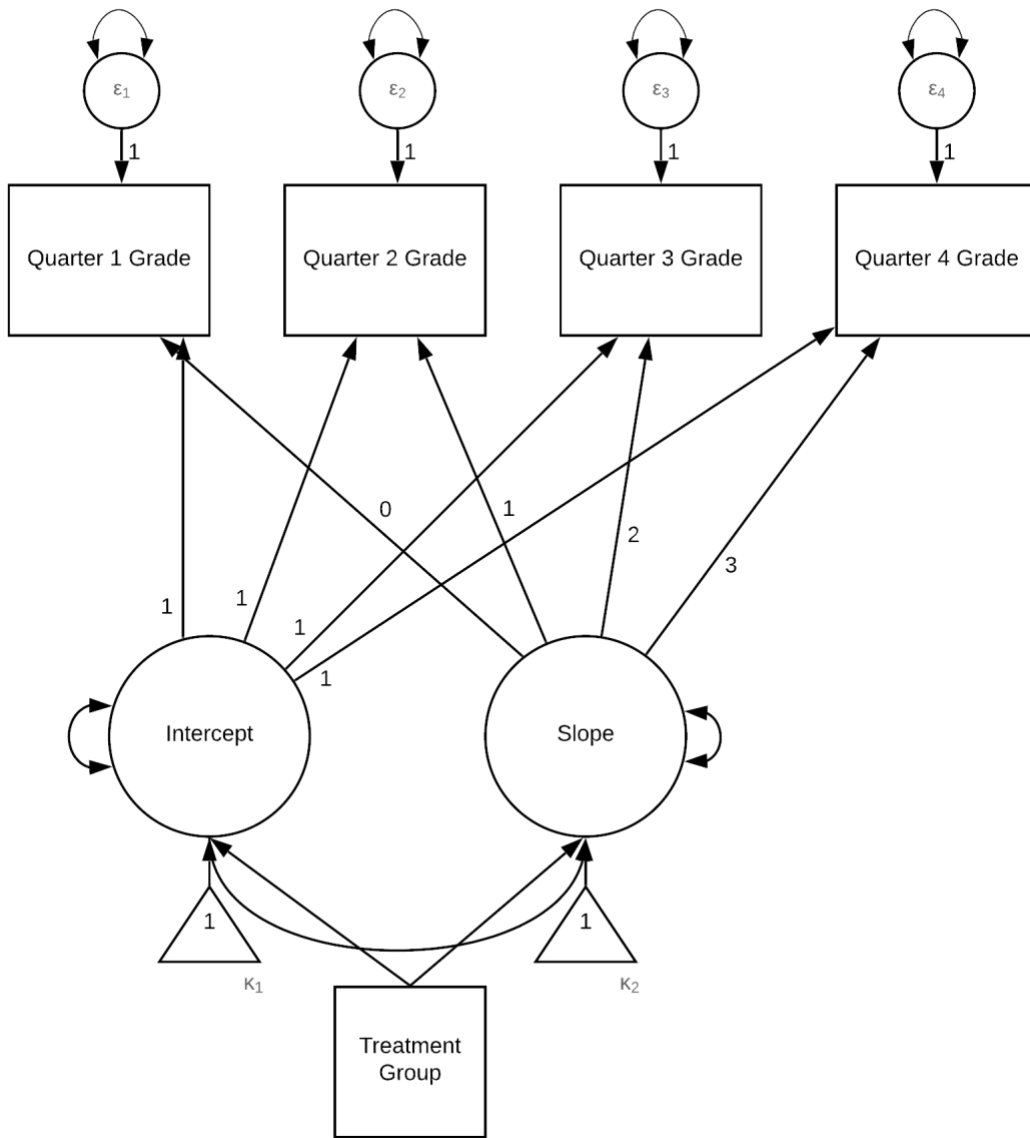 ε₁
ε₂
ε₃
ε₄
1
1
1
1
Quarter 1 Grade
Quarter 2 Grade
Quarter 3 Grade
Quarter 4 Grade
0
1
2
3
1
1
1
1
Intercept
Slope
1
1
κ₁
κ₂
Treatment
Group